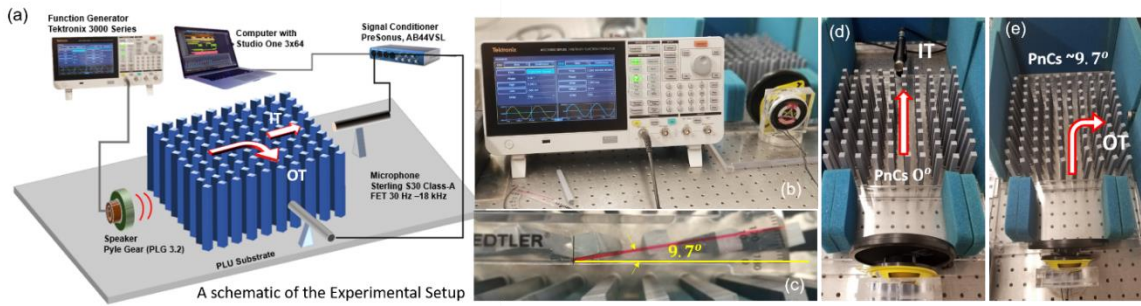 (a)
Function Generator
Tektronix 3000 Series
Computer with
Studio One 3x64
Signal Conditioner
PreSonus, AB44VSL
IT
OT
Microphone
Sterling S30 Class-A
FET 30 Hz –18 kHz
Speaker
Pyle Gear (PLG 3.2)
PLU Substrate
A schematic of the Experimental Setup
Tektronix
(b)
EDTLER
9.7°
(c)
(d)
IT
PnCs 0°
(e)
PnCs ~9.7°
OT